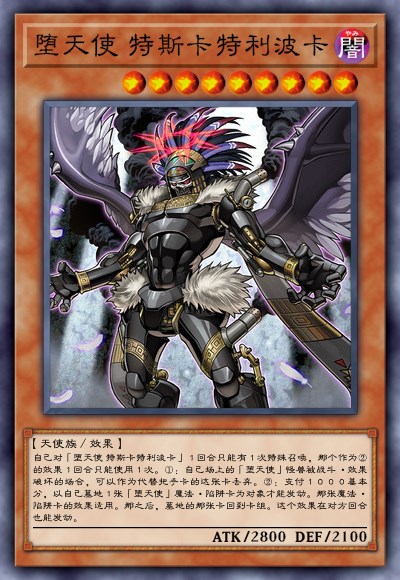 堕天使 特斯卡特利波卡
やみ
闇
【天使族／效果】
自己对「堕天使 特斯卡特利波卡」1回合只能有1次特殊召唤，那个作为②
的效果1回合只能使用1次。①：自己场上的「堕天使」怪兽被战斗·效果
破坏的场合，可以作为代替把手卡的这张卡丢弃。②：支付1000基本
分，以自己墓地1张「堕天使」魔法·陷阱卡为对象才能发动。那张魔法·
陷阱卡的效果适用。那之后，墓地的那张卡回到卡组。这个效果在对方回合
也能发动。
ATK/2800 DEF/2100